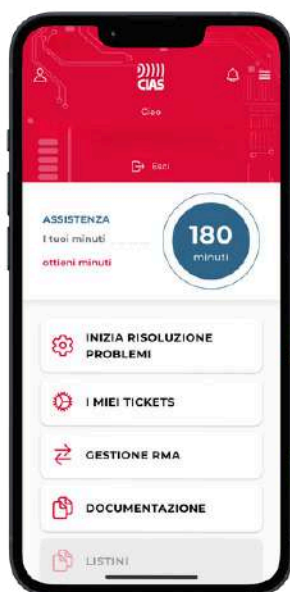 CIAS
Ciao
Esci
ASSISTENZA
I tuoi minuti
ottieni minuti
180
minuti
INIZIA RISOLUZIONE
PROBLEMI
I MIEI TICKETS
GESTIONE RMA
DOCUMENTAZIONE
LISTINI